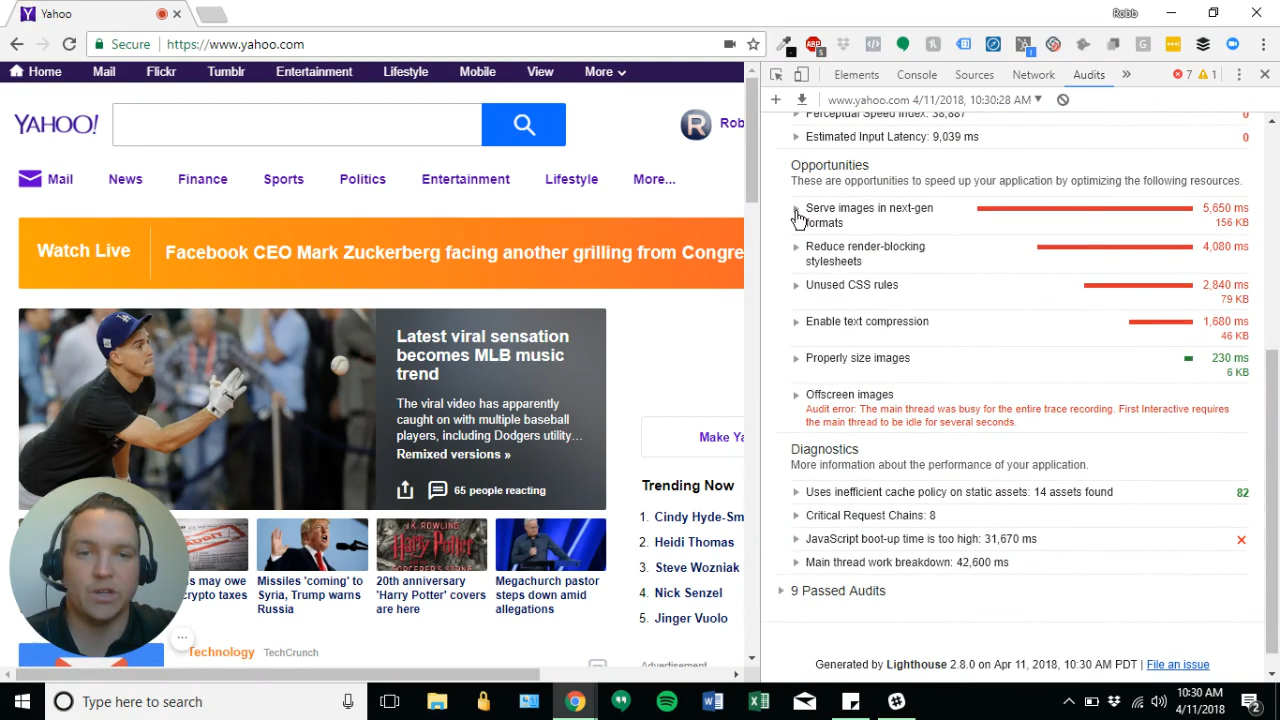 Yahoo
Robb
Secure | https://www.yahoo.com
Home Mail Flickr Tumblr Entertainment Lifestyle Mobile View More
YAHOO!
R Rob
Mail News Finance Sports Politics Entertainment Lifestyle More...
Watch Live Facebook CEO Mark Zuckerberg facing another grilling from Congre
Latest viral sensation
becomes MLB music
trend
The viral video has apparently
caught on with multiple baseball
players, including Dodgers utility...
Remixed versions »
65 people reacting
s may owe
crypto taxes
Missiles 'coming' to
Syria, Trump warns
Russia
J.K. ROWLING
Harry Potter
20th anniversary
'Harry Potter' covers
are here
Megachurch pastor
steps down amid
allegations
Technology TechCrunch
Make Ya
Trending Now
1. Cindy Hyde-Sm
2. Heidi Thomas
3. Steve Wozniak
4. Nick Senzel
5. Jinger Vuolo
Advertisement
Elements Console Sources Network Audits » 7 1
www.yahoo.com 4/11/2018, 10:30:28 AM
Perceptual Speed Index: 38,887 0
Estimated Input Latency: 9,039 ms 0
Opportunities
These are opportunities to speed up your application by optimizing the following resources.
Serve images in next-gen 5,650 ms
formats 156 KB
Reduce render-blocking 4,080 ms
stylesheets
Unused CSS rules 2,840 ms
79 KB
Enable text compression 1,680 ms
46 KB
Properly size images 230 ms
6 KB
Offscreen images
Audit error: The main thread was busy for the entire trace recording. First Interactive requires
the main thread to be idle for several seconds.
Diagnostics
More information about the performance of your application.
Uses inefficient cache policy on static assets: 14 assets found 82
Critical Request Chains: 8
JavaScript boot-up time is too high: 31,670 ms
Main thread work breakdown: 42,600 ms
9 Passed Audits
Generated by Lighthouse 2.8.0 on Apr 11, 2018, 10:30 AM PDT | File an issue
Type here to search
10:30 AM
4/11/2018
2